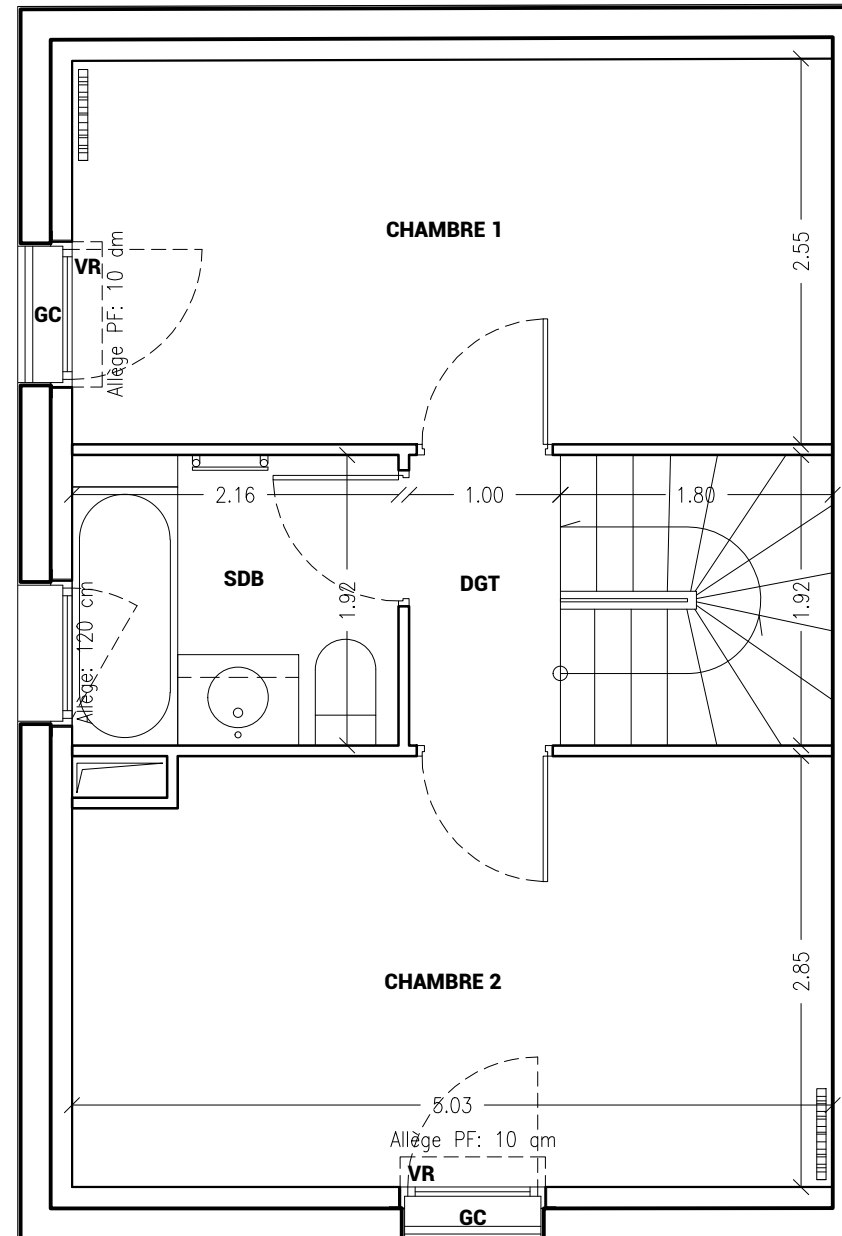 CHAMBRE 1
2.55
VR
GC
Allège PF: 10 dm
2.16
1.00
1.80
SDB
1.92
DGT
1.92
Allège: 120 cm
CHAMBRE 2
2.85
5.03
Allège PF: 10 qm
VR
GC